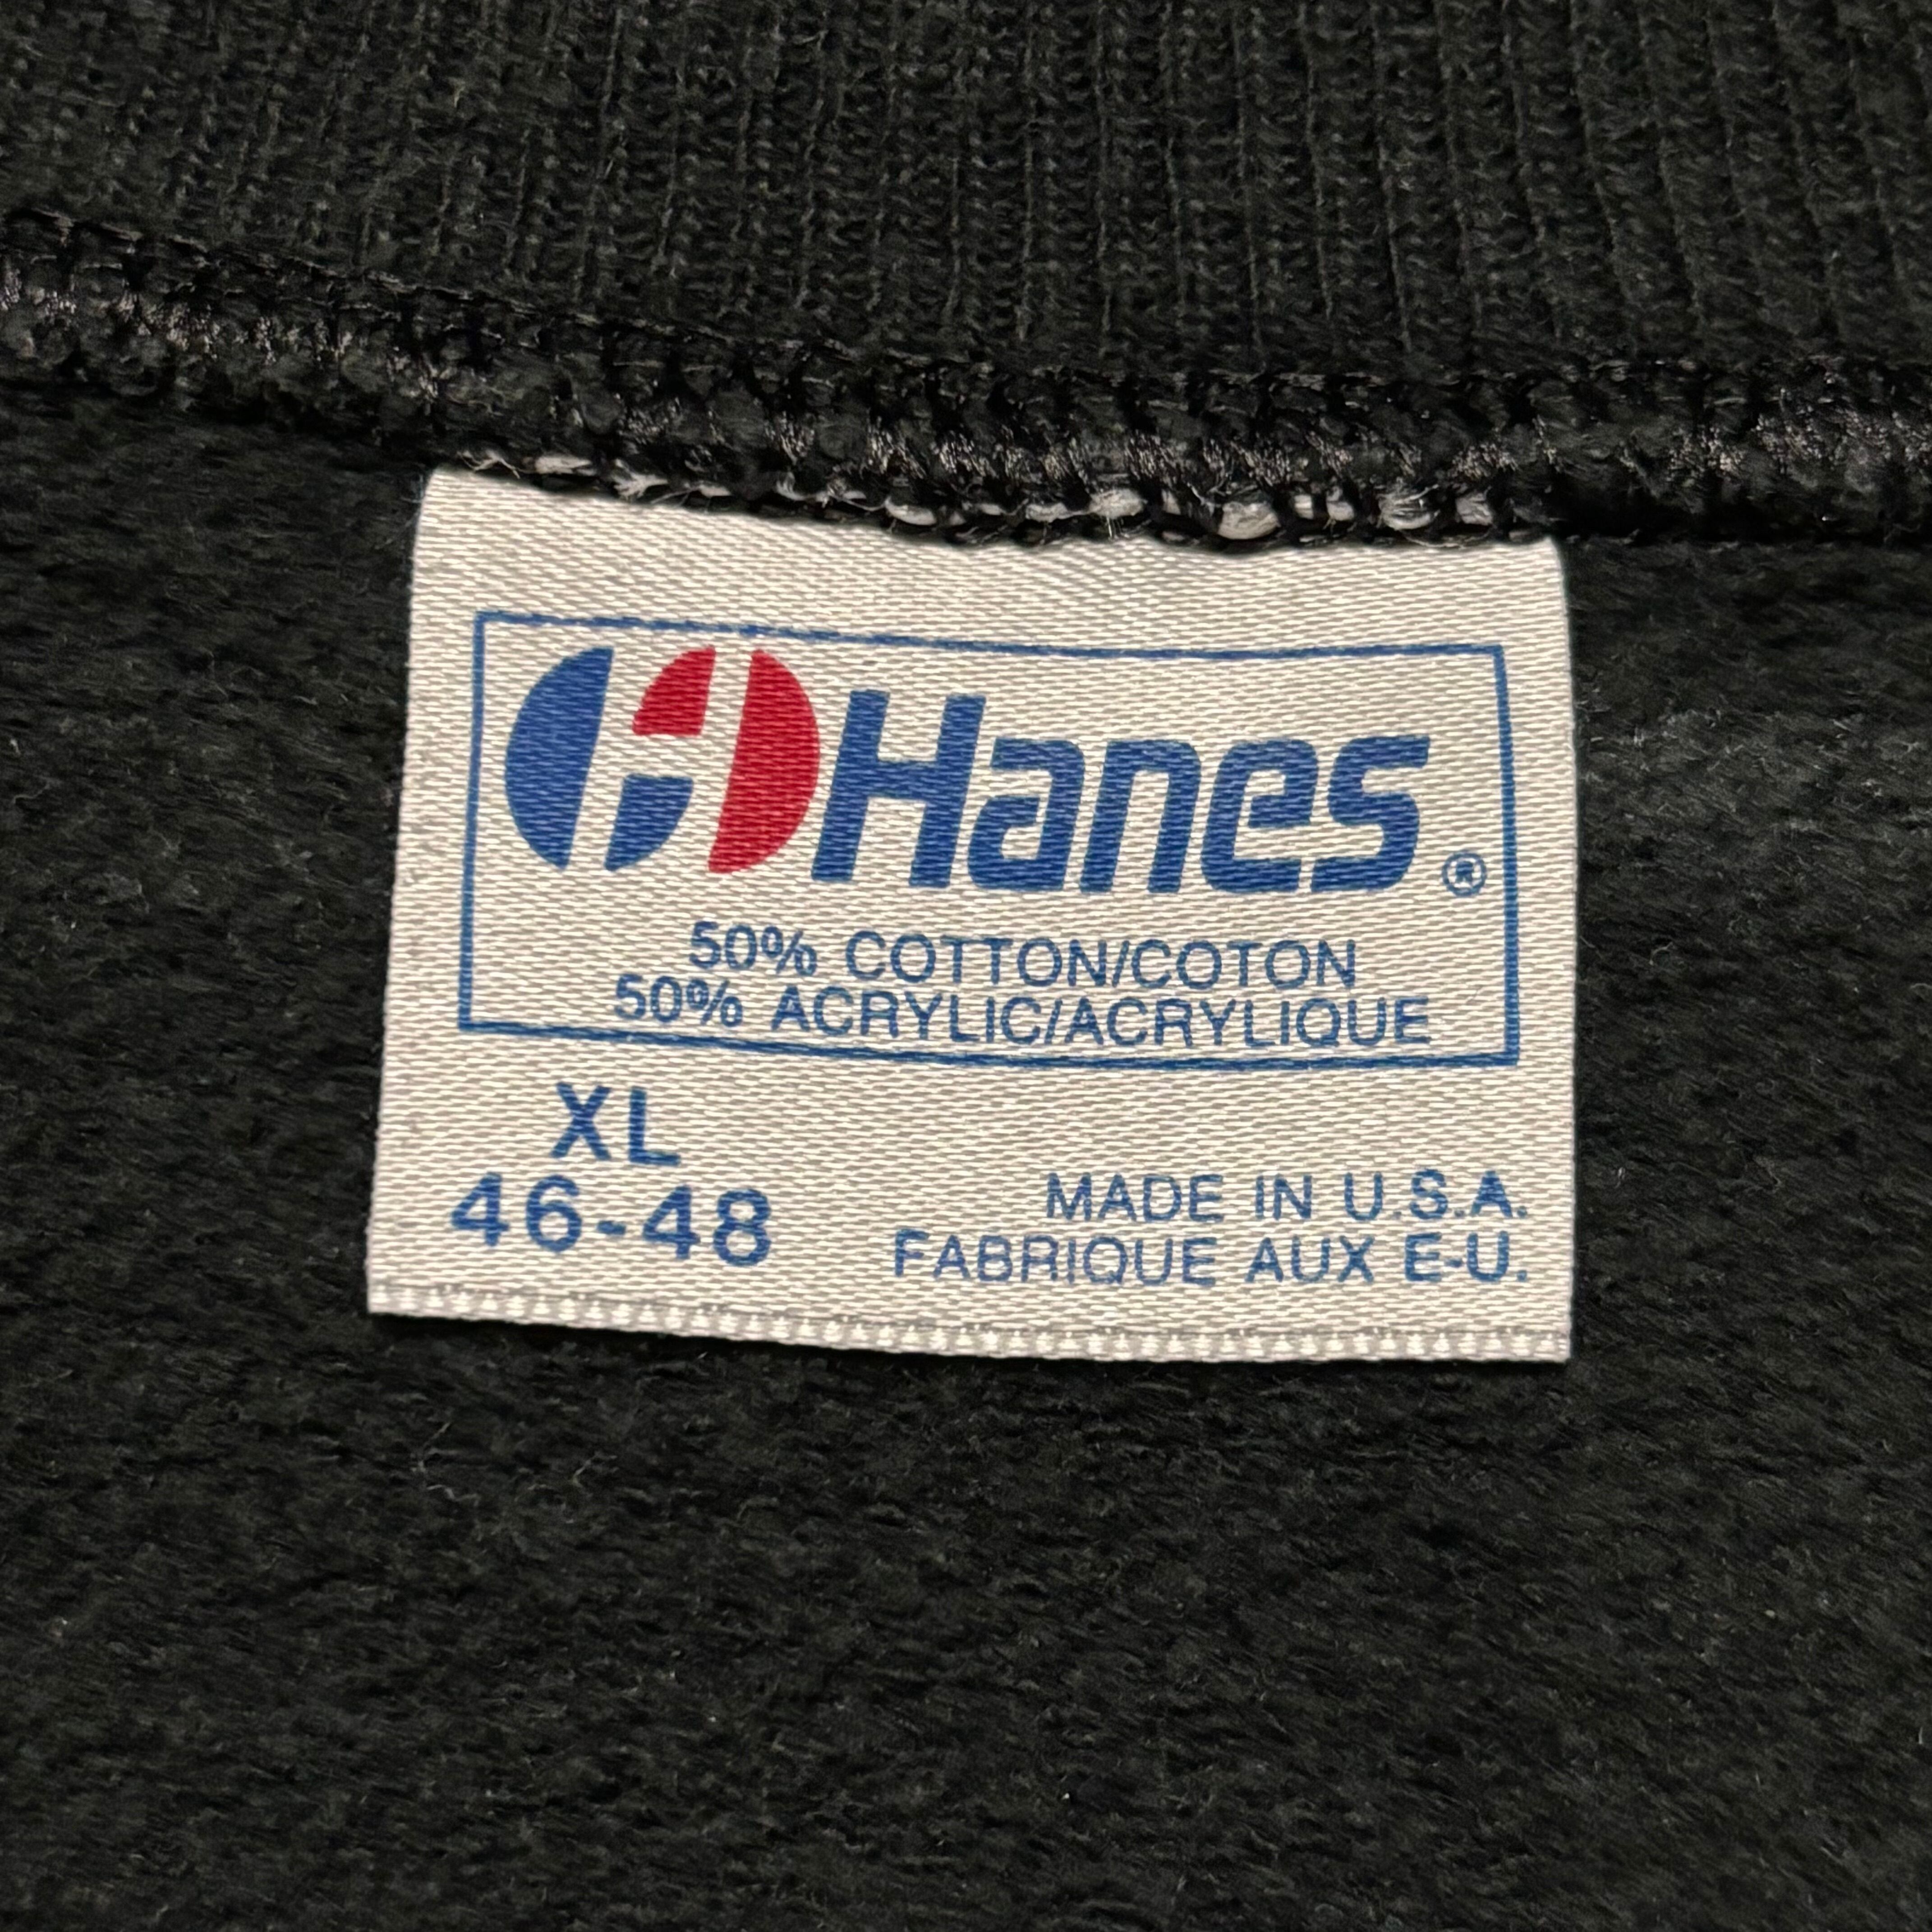 Hanes®
50% COTTON/COTON
50% ACRYLIC/ACRYLIQUE
XL
46-48
MADE IN U.S.A.
FABRIQUE AUX E-U.